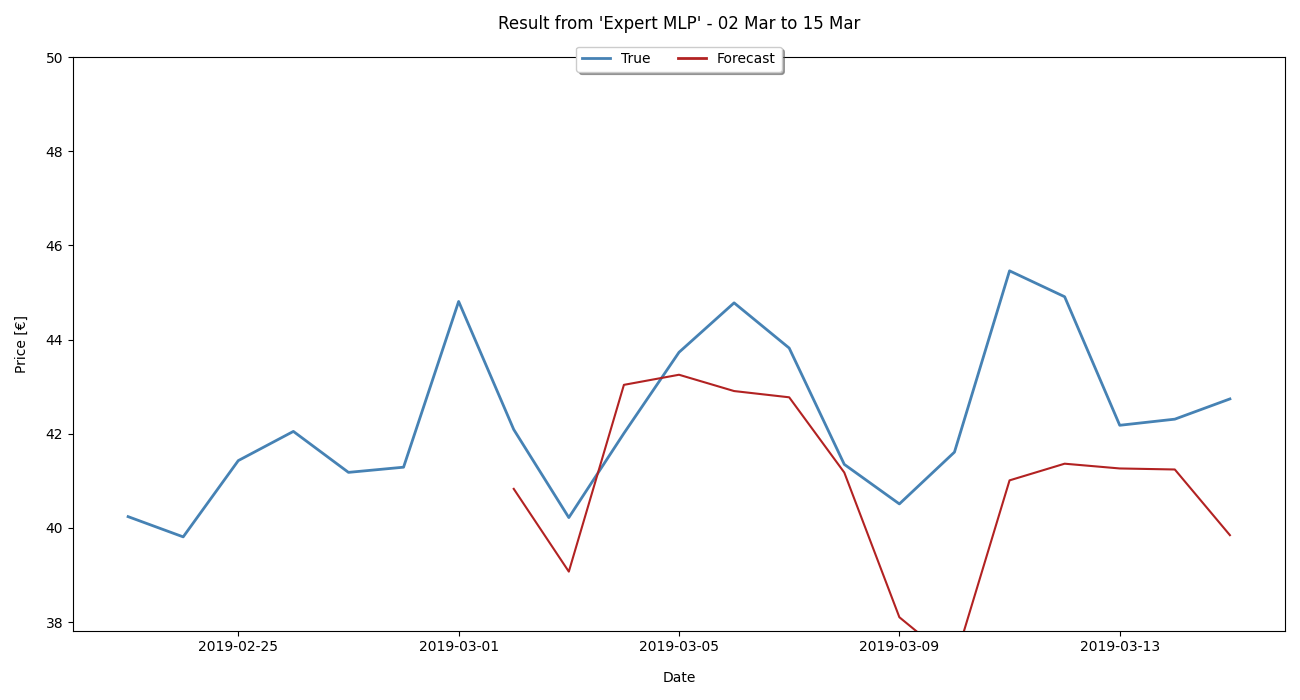 Result from 'Expert MLP' - 02 Mar to 15 Mar
True Forecast
50
48
46
44
42
40
38
Price [€]
2019-02-25 2019-03-01 2019-03-05 2019-03-09 2019-03-13
Date